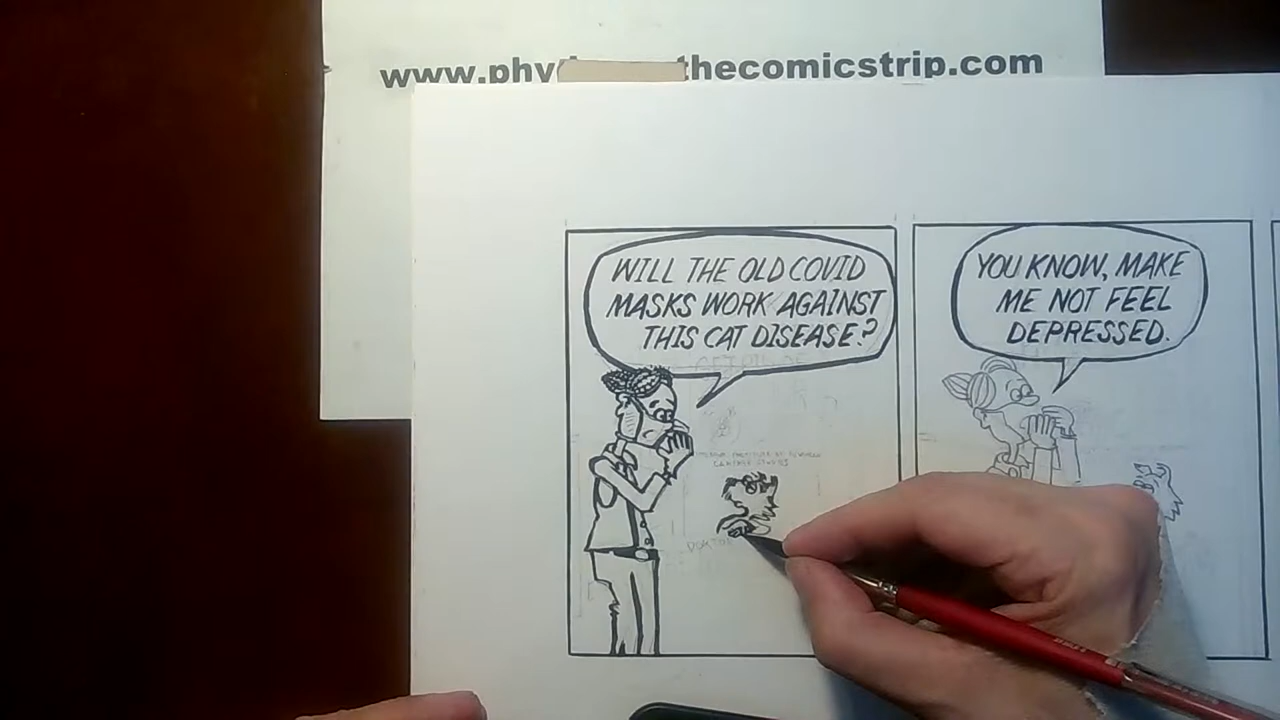 www.phy thecomicstrip.com
WILL THE OLD COVID
MASKS WORK AGAINST
THIS CAT DISEASE?
YOU KNOW, MAKE
ME NOT FEEL
DEPRESSED.